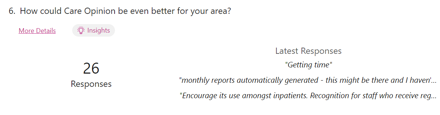 6. How could Care Opinion be even better for your area?
More Details
Insights
Latest Responses
26
Responses
"Getting time"
"monthly reports automatically generated - this might be there and I haven'...
"Encourage its use amongst inpatients. Recognition for staff who receive reg...